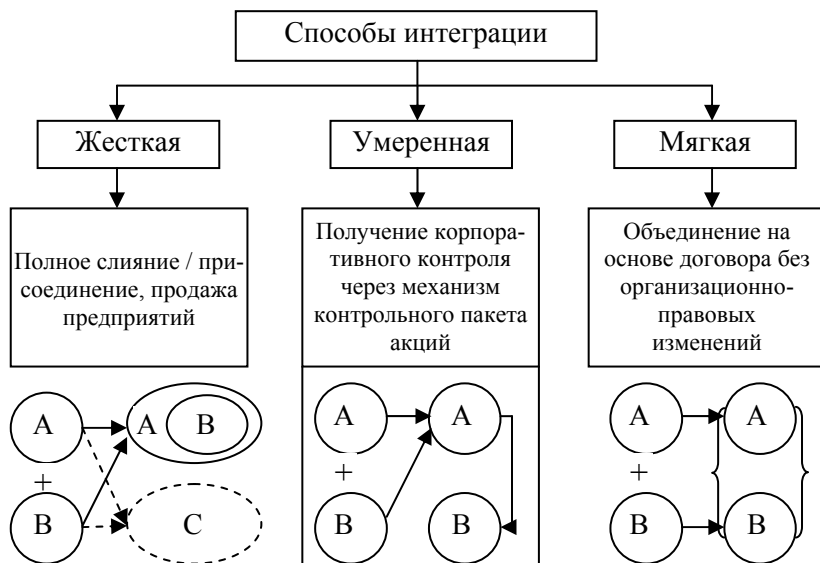 Способы интеграции
Жесткая
Умеренная
Мягкая
Полное слияние / при-
соединение, продажа
предприятий
Получение корпора-
тивного контроля
через механизм
контрольного пакета
акций
Объединение на
основе договора без
организационно-
правовых
изменений
A
A
B
+
B
C
A
A
+
B
B
A
A
+
B
B